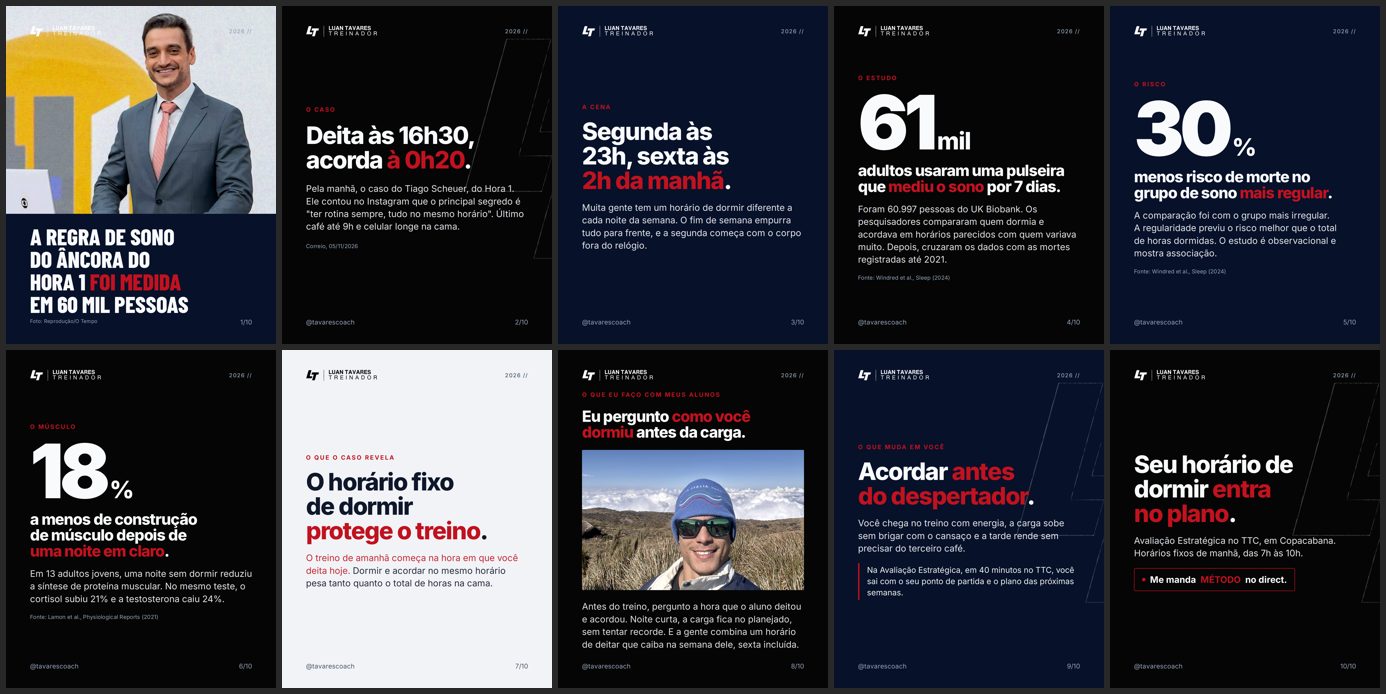 LT LUAN TAVARES
TREINADOR
2026 //
A REGRA DE SONO
DO ÂNCORA DO
HORA 1 FOI MEDIDA
EM 60 MIL PESSOAS
Foto: Reprodução/O Tempo
1/10
LT LUAN TAVARES
TREINADOR
2026 //
O CASO
Deita às 16h30,
acorda à 0h20.
Pela manhã, o caso do Tiago Scheuer, do Hora 1.
Ele contou no Instagram que o principal segredo é
"ter rotina sempre, tudo no mesmo horário". Último
café até 9h e celular longe na cama.
Correio, 05/11/2026
@tavarescoach
2/10
LT LUAN TAVARES
TREINADOR
2026 //
A CENA
Segunda às
23h, sexta às
2h da manhã.
Muita gente tem um horário de dormir diferente a
cada noite da semana. O fim de semana empurra
tudo para frente, e a segunda começa com o corpo
fora do relógio.
@tavarescoach
3/10
LT LUAN TAVARES
TREINADOR
2026 //
O ESTUDO
61mil
adultos usaram uma pulseira
que mediu o sono por 7 dias.
Foram 60.997 pessoas do UK Biobank. Os
pesquisadores compararam quem dormia e
acordava em horários parecidos com quem variava
muito. Depois, cruzaram os dados com as mortes
registradas até 2021.
Fonte: Windred et al., Sleep (2024)
@tavarescoach
4/10
LT LUAN TAVARES
TREINADOR
2026 //
O RISCO
30%
menos risco de morte no
grupo de sono mais regular.
A comparação foi com o grupo mais irregular.
A regularidade previu o risco melhor que o total
de horas dormidas. O estudo é observacional e
mostra associação.
Fonte: Windred et al., Sleep (2024)
@tavarescoach
5/10
LT LUAN TAVARES
TREINADOR
2026 //
O MÚSCULO
18%
a menos de construção
de músculo depois de
uma noite em claro.
Em 13 adultos jovens, uma noite sem dormir reduziu
a síntese de proteína muscular. No mesmo teste, o
cortisol subiu 21% e a testosterona caiu 24%.
Fonte: Lamon et al., Physiological Reports (2021)
@tavarescoach
6/10
LT LUAN TAVARES
TREINADOR
2026 //
O QUE O CASO REVELA
O horário fixo
de dormir
protege o treino.
O treino de amanhã começa na hora em que você
deita hoje. Dormir e acordar no mesmo horário
pesa tanto quanto o total de horas na cama.
@tavarescoach
7/10
LT LUAN TAVARES
TREINADOR
2026 //
O QUE EU FAÇO COM MEUS ALUNOS
Eu pergunto como você
dormiu antes da carga.
Antes do treino, pergunto a hora que o aluno deitou
e acordou. Noite curta, a carga fica no planejado,
sem tentar recorde. E a gente combina um horário
de deitar que caiba na semana dele, sexta incluída.
@tavarescoach
8/10
LT LUAN TAVARES
TREINADOR
2026 //
O QUE MUDA EM VOCÊ
Acordar antes
do despertador.
Você chega no treino com energia, a carga sobe
sem brigar com o cansaço e a tarde rende sem
precisar do terceiro café.
Na Avaliação Estratégica, em 40 minutos no TTC, você
sai com o seu ponto de partida e o plano das próximas
semanas.
@tavarescoach
9/10
LT LUAN TAVARES
TREINADOR
2026 //
Seu horário de
dormir entra
no plano.
Avaliação Estratégica no TTC, em Copacabana.
Horários fixos de manhã, das 7h às 10h.
• Me manda MÉTODO no direct.
@tavarescoach
10/10